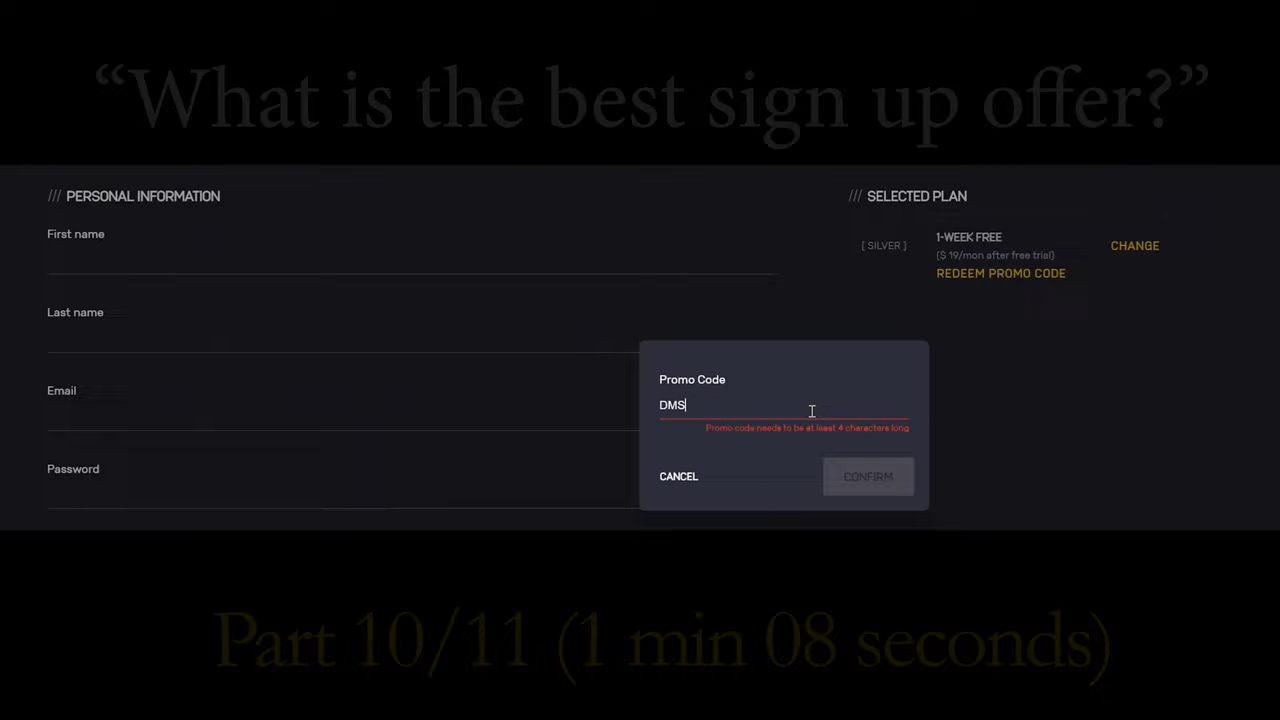 “What is the best sign up offer?”
/// PERSONAL INFORMATION
First name
Last name
Email
Password
/// SELECTED PLAN
[ SILVER ]
1-WEEK FREE
($ 19/mon after free trial)
REDEEM PROMO CODE
CHANGE
Promo Code
DMS
Promo code needs to be at least 4 characters long
CANCEL
CONFIRM
Part 10/11 (1 min 08 seconds)